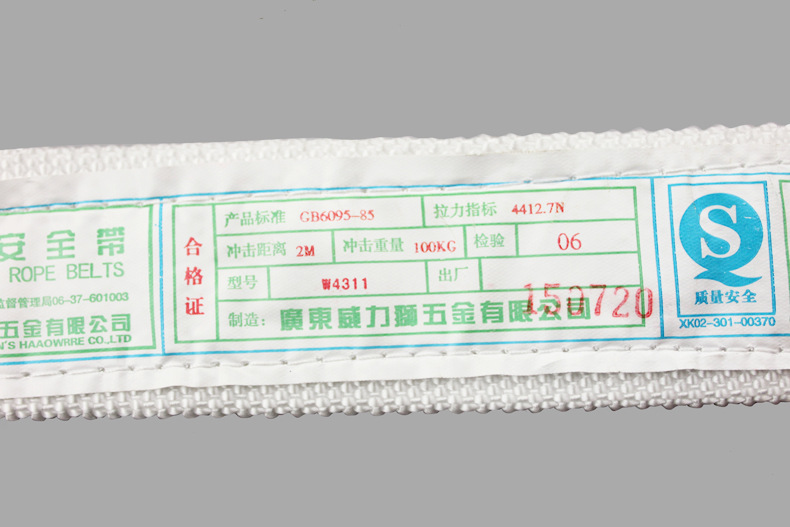 安全带
ROPE BELTS
监督管理局06-37-601003
五金有限公司
N'S HAAOWRRE CO.,LTD
合格证
产品标准 GB6095-85 拉力指标 4412.7N
冲击距离 2M 冲击重量 100KG 检验 06
型号 W4311 出厂
150720
制造： 廣東威力獅五金有限公司
S
质量安全
XK02-301-00370